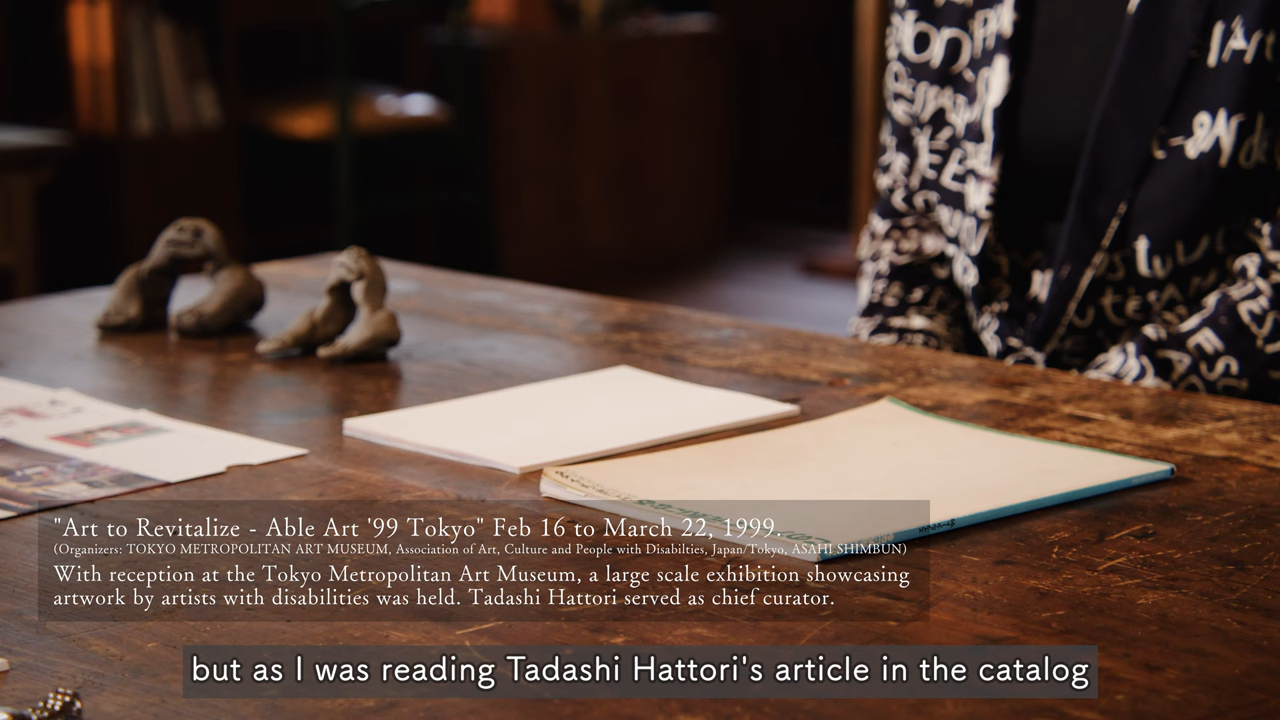 "Art to Revitalize - Able Art '99 Tokyo" Feb 16 to March 22, 1999.
(Organizers: TOKYO METROPOLITAN ART MUSEUM, Association of Art, Culture and People with Disabilties, Japan/Tokyo, ASAHI SHIMBUN)
With reception at the Tokyo Metropolitan Art Museum, a large scale exhibition showcasing
artwork by artists with disabilities was held. Tadashi Hattori served as chief curator.
but as I was reading Tadashi Hattori's article in the catalog